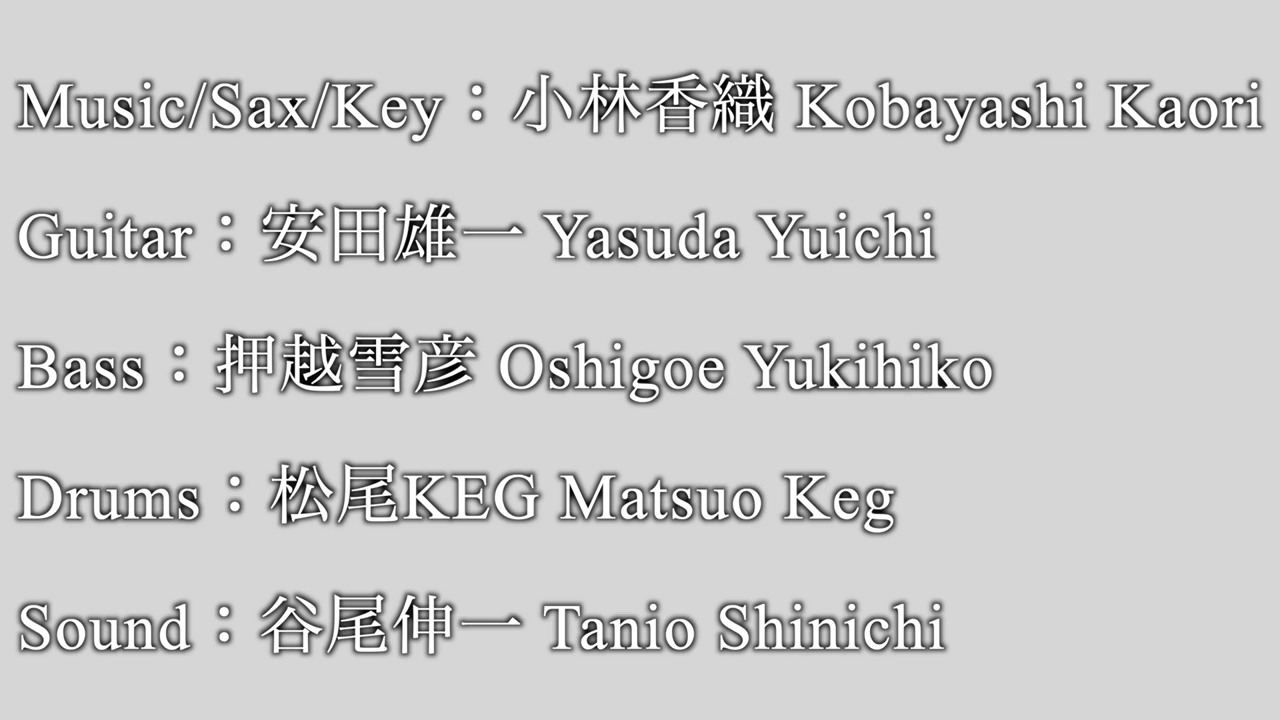 Music/Sax/Key：小林香織 Kobayashi Kaori
Guitar：安田雄一 Yasuda Yuichi
Bass：押越雪彦 Oshigoe Yukihiko
Drums：松尾KEG Matsuo Keg
Sound：谷尾伸一 Tanio Shinichi